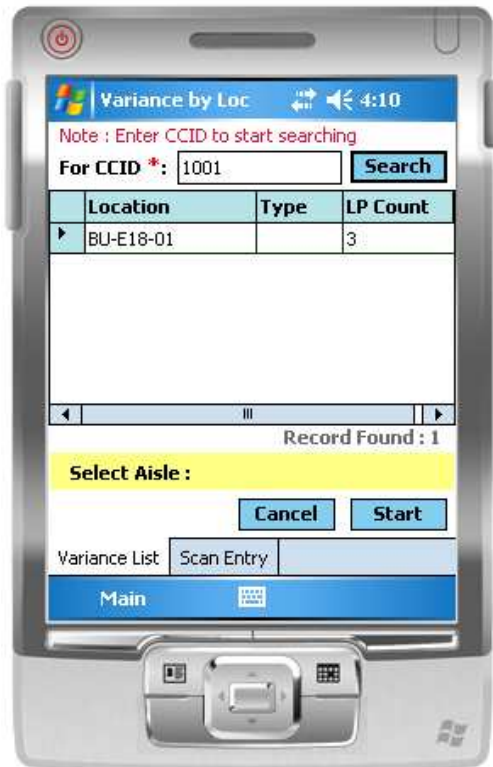 Variance by Loc 4:10
Note : Enter CCID to start searching
For CCID *: 1001 Search
Location Type LP Count
BU-E18-01 3
Record Found : 1
Select Aisle :
Cancel Start
Variance List Scan Entry
Main